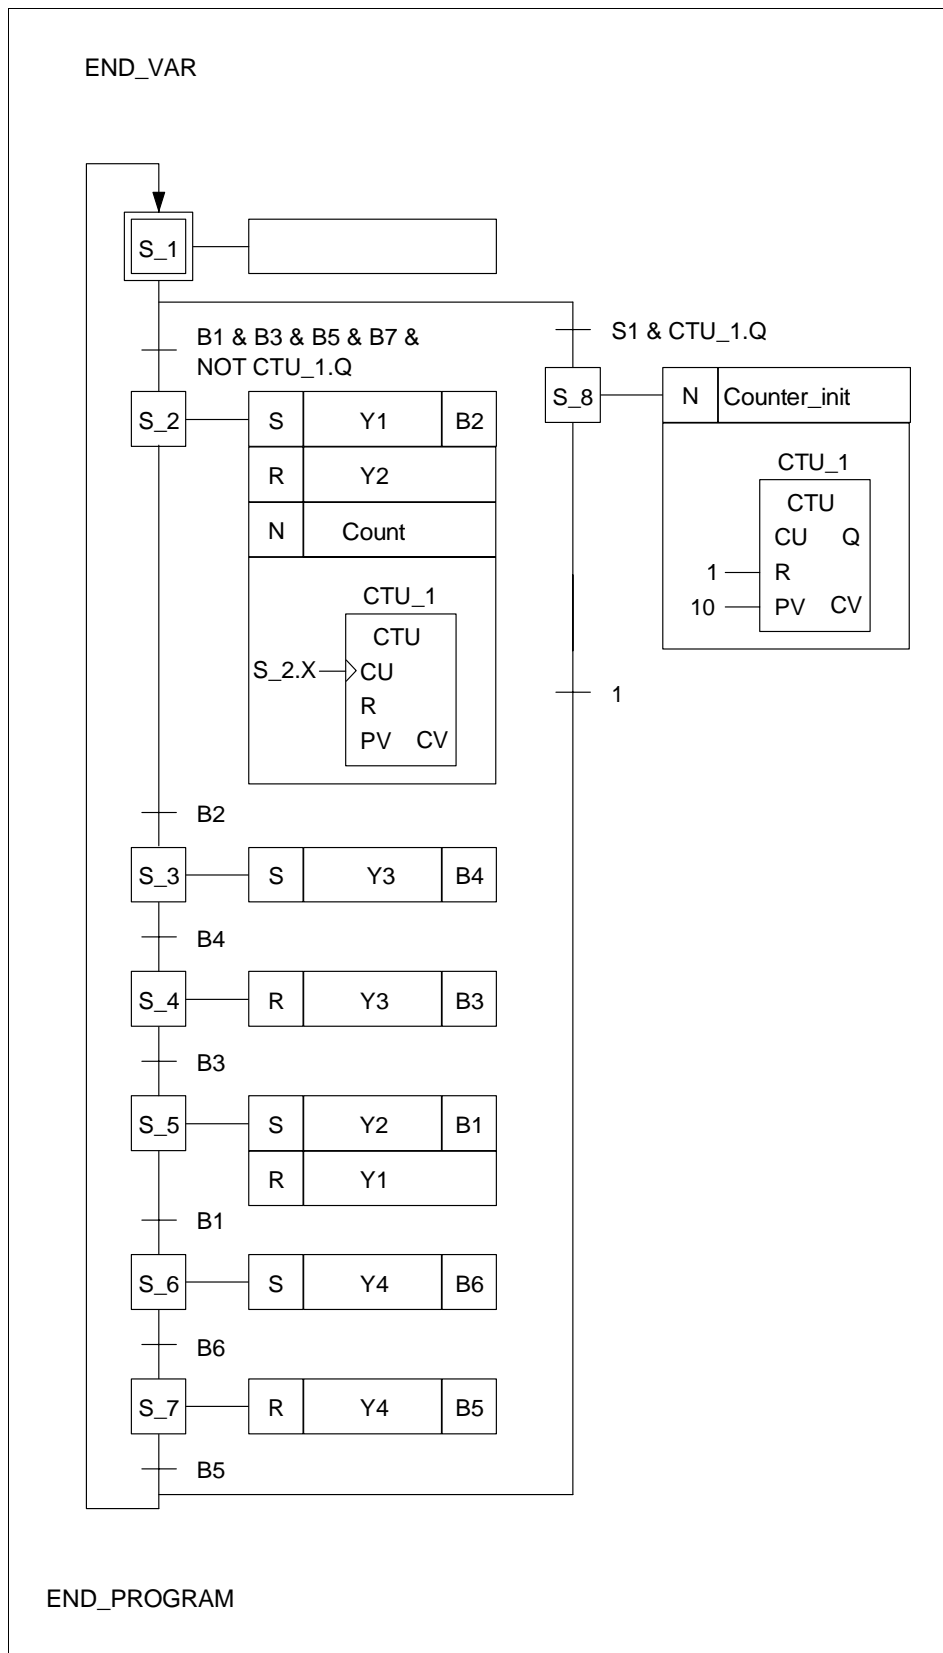 END_VAR
S_1
B1 & B3 & B5 & B7 &
NOT CTU_1.Q
S1 & CTU_1.Q
S_2
S Y1 B2
R Y2
N Count
CTU_1
CTU
S_2.X CU
R
PV CV
S_8
N Counter_init
CTU_1
CTU
CU Q
1 R
10 PV CV
1
B2
S_3
S Y3 B4
B4
S_4
R Y3 B3
B3
S_5
S Y2 B1
R Y1
B1
S_6
S Y4 B6
B6
S_7
R Y4 B5
B5
END_PROGRAM